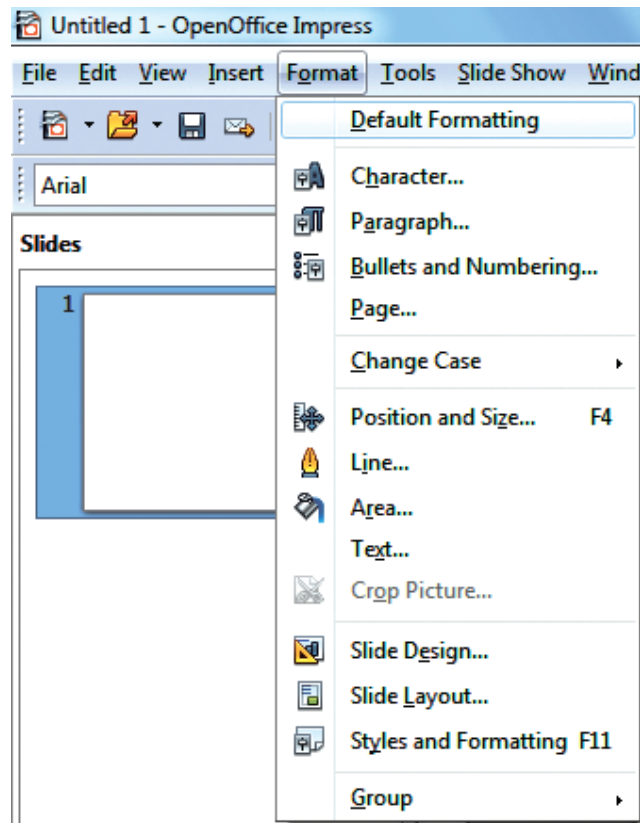 Untitled 1 - OpenOffice Impress
File Edit View Insert Format Tools Slide Show Wind
Default Formatting
Arial
Character...
Paragraph...
Slides
Bullets and Numbering...
1
Page...
Change Case
Position and Size... F4
Line...
Area...
Text...
Crop Picture...
Slide Design...
Slide Layout...
Styles and Formatting F11
Group